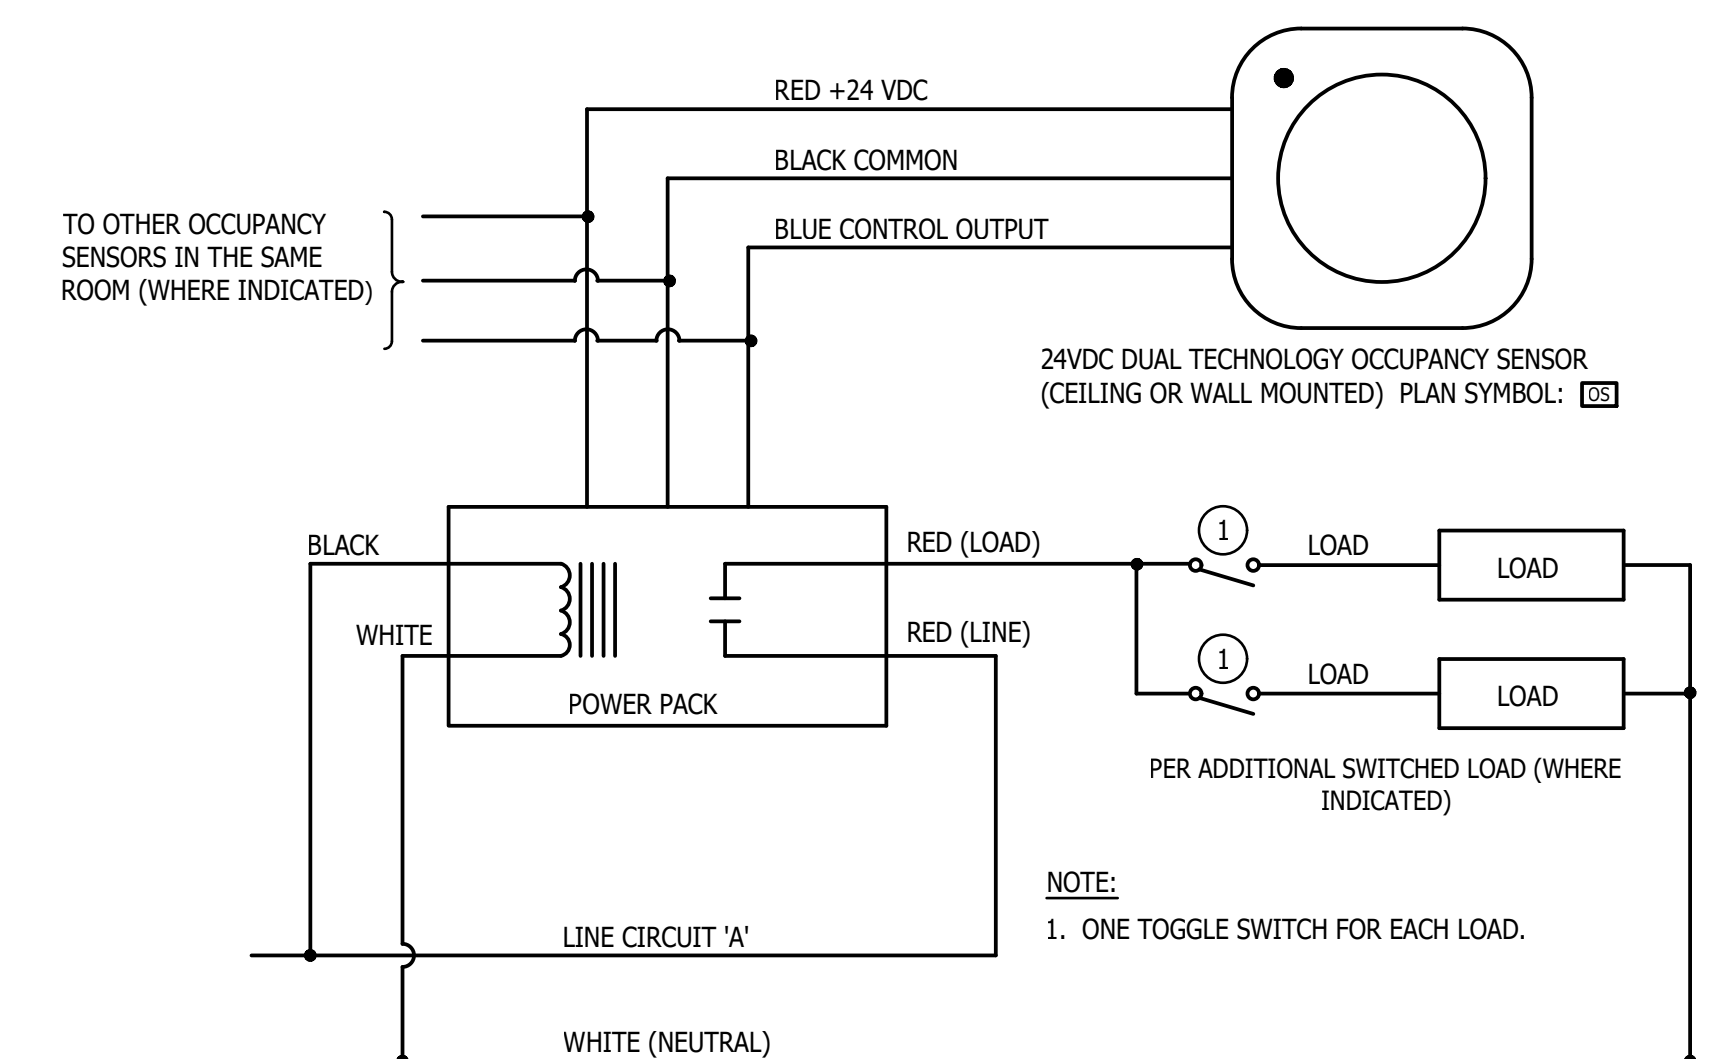 RED +24 VDC
BLACK COMMON
BLUE CONTROL OUTPUT
TO OTHER OCCUPANCY
SENSORS IN THE SAME
ROOM (WHERE INDICATED)
24VDC DUAL TECHNOLOGY OCCUPANCY SENSOR
(CEILING OR WALL MOUNTED) PLAN SYMBOL: OS
BLACK
WHITE
POWER PACK
RED (LOAD)
RED (LINE)
1
LOAD
LOAD
1
LOAD
LOAD
PER ADDITIONAL SWITCHED LOAD (WHERE
INDICATED)
NOTE:
1. ONE TOGGLE SWITCH FOR EACH LOAD.
LINE CIRCUIT 'A'
WHITE (NEUTRAL)